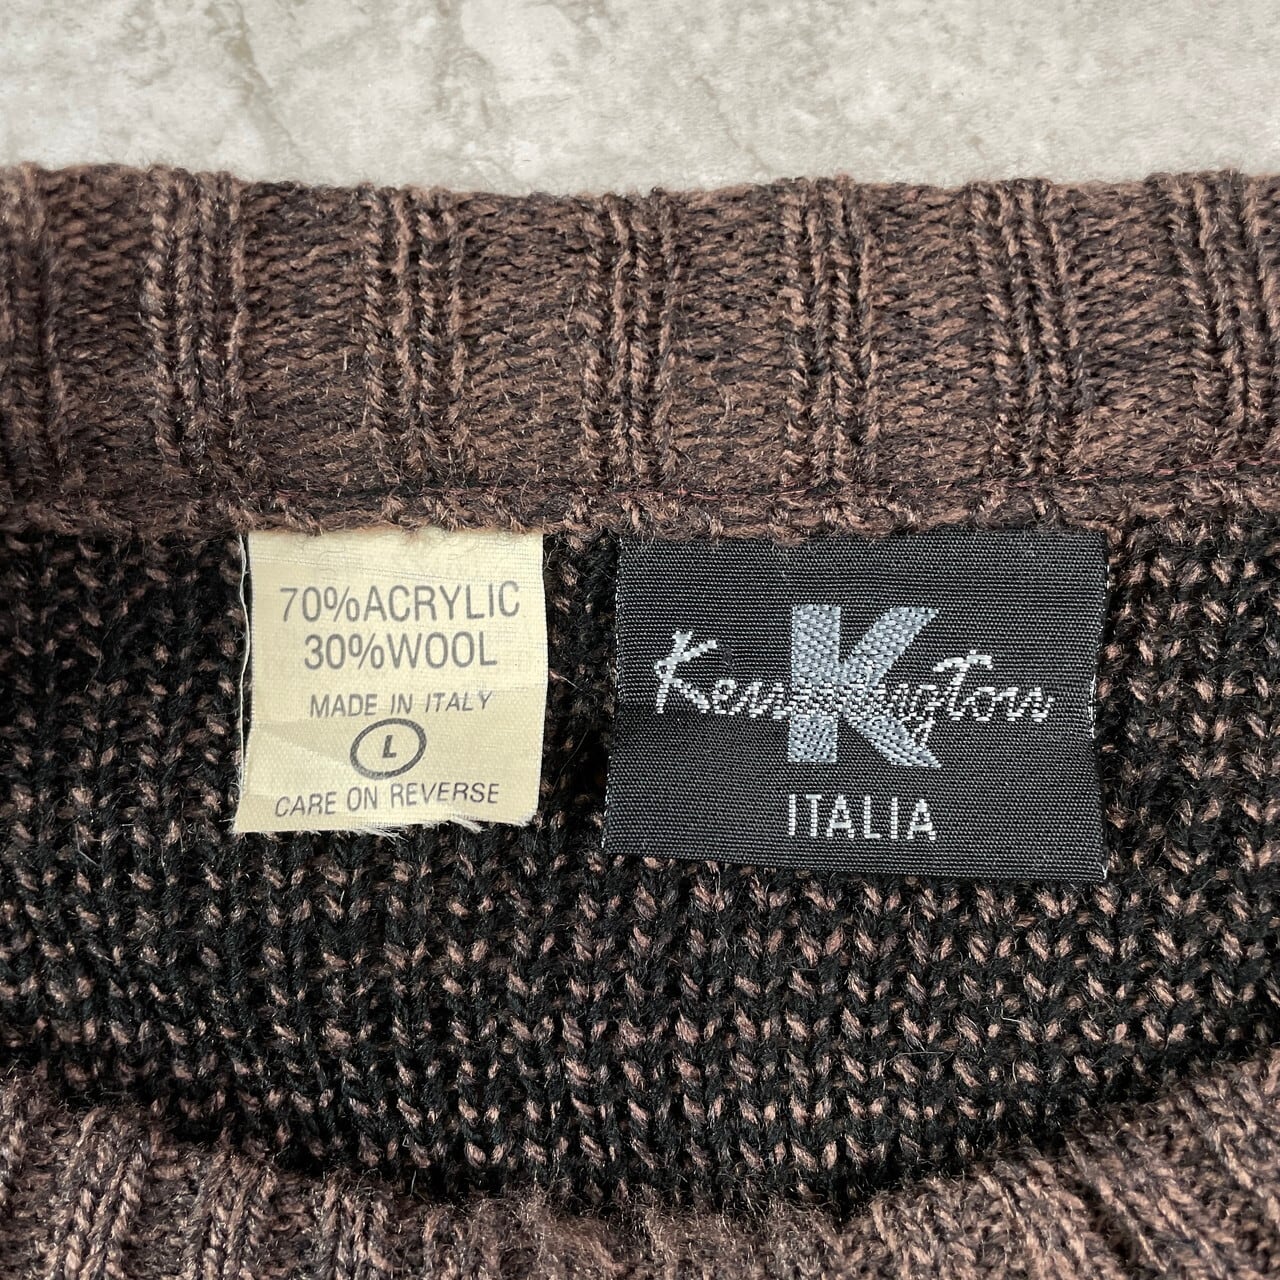 70%ACRYLIC
30%WOOL
MADE IN ITALY
L
CARE ON REVERSE
K
Kensington
ITALIA